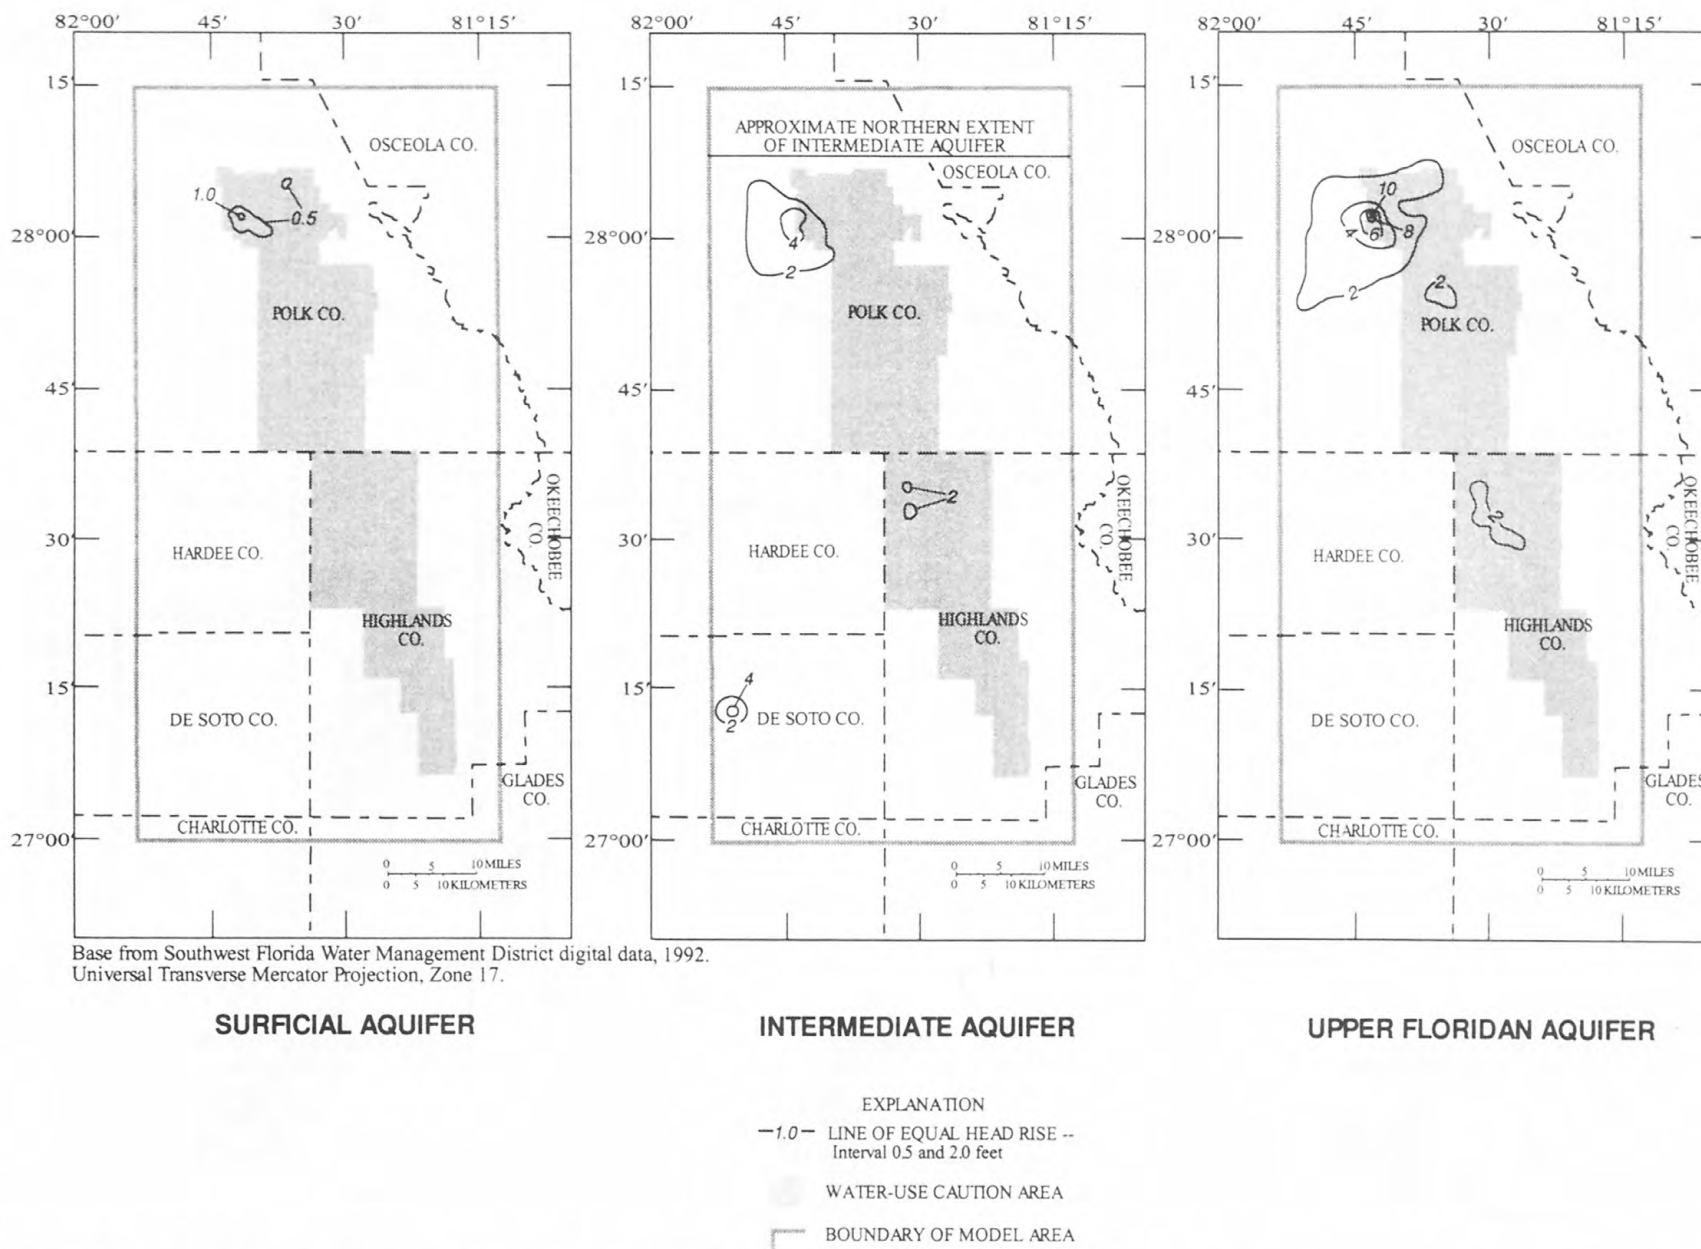 82°00′ 45′ 30′ 81°15′
15′
OSCEOLA CO.
1.0
0.5
28°00′
POLK CO.
45′
OKEECHOBEE
CO.
30′
HARDEE CO.
HIGHLANDS
CO.
15′
DE SOTO CO.
GLADES
CO.
CHARLOTTE CO.
27°00′
0 5 10 MILES
0 5 10 KILOMETERS
82°00′ 45′ 30′ 81°15′
15′
APPROXIMATE NORTHERN EXTENT
OF INTERMEDIATE AQUIFER
OSCEOLA CO.
28°00′
4
2
POLK CO.
45′
2
OKEECHOBEE
CO.
30′
HARDEE CO.
HIGHLANDS
CO.
15′
4
2
DE SOTO CO.
GLADES
CO.
CHARLOTTE CO.
27°00′
0 5 10 MILES
0 5 10 KILOMETERS
82°00′ 45′ 30′ 81°15′
15′
OSCEOLA CO.
10
28°00′
4 6 8
2
2
POLK CO.
45′
2
OKEECHOBEE
CO.
30′
HARDEE CO.
HIGHLANDS
CO.
15′
DE SOTO CO.
GLADES
CO.
CHARLOTTE CO.
27°00′
0 5 10 MILES
0 5 10 KILOMETERS
Base from Southwest Florida Water Management District digital data, 1992.
Universal Transverse Mercator Projection, Zone 17.
SURFICIAL AQUIFER
INTERMEDIATE AQUIFER
UPPER FLORIDAN AQUIFER
EXPLANATION
—1.0— LINE OF EQUAL HEAD RISE --
Interval 0.5 and 2.0 feet
WATER-USE CAUTION AREA
BOUNDARY OF MODEL AREA